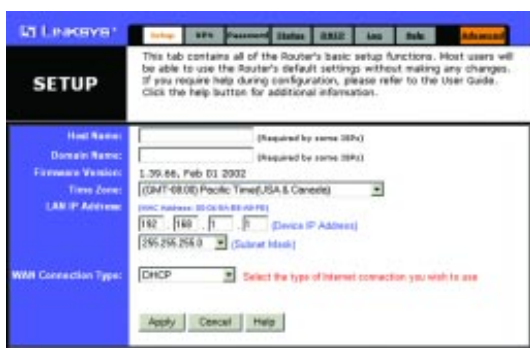 LINKSYS®
Setup VPN Password Status DHCP Log Help Advanced
SETUP
This tab contains all of the Router's basic setup functions. Most users will
be able to use the Router's default settings without making any changes.
If you require help during configuration, please refer to the User Guide.
Click the help button for additional information.
Host Name: (Required by some ISPs)
Domain Name: (Required by some ISPs)
Firmware Version: 1.39.66, Feb 01 2002
Time Zone: (GMT-08:00) Pacific Time(USA & Canada)
LAN IP Address: (MAC Address:
192 . 168 . 1 . 1 (Device IP Address)
255.255.255.0 (Subnet Mask)
WAN Connection Type: DHCP Select the type of Internet connection you wish to use
Apply Cancel Help